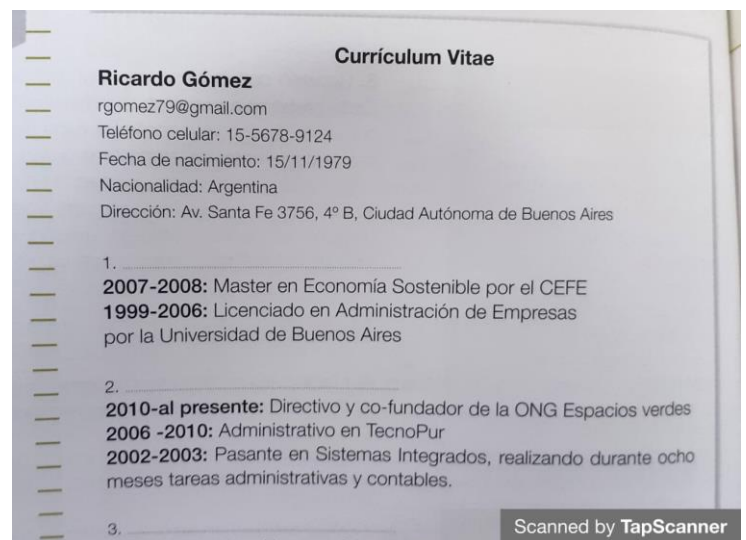 Currículum Vitae
Ricardo Gómez
rgomez79@gmail.com
Teléfono celular: 15-5678-9124
Fecha de nacimiento: 15/11/1979
Nacionalidad: Argentina
Dirección: Av. Santa Fe 3756, 4º B, Ciudad Autónoma de Buenos Aires
1.
2007-2008: Master en Economía Sostenible por el CEFE
1999-2006: Licenciado en Administración de Empresas
por la Universidad de Buenos Aires
2.
2010-al presente: Directivo y co-fundador de la ONG Espacios verdes
2006 -2010: Administrativo en TecnoPur
2002-2003: Pasante en Sistemas Integrados, realizando durante ocho
meses tareas administrativas y contables.
3.
Scanned by TapScanner